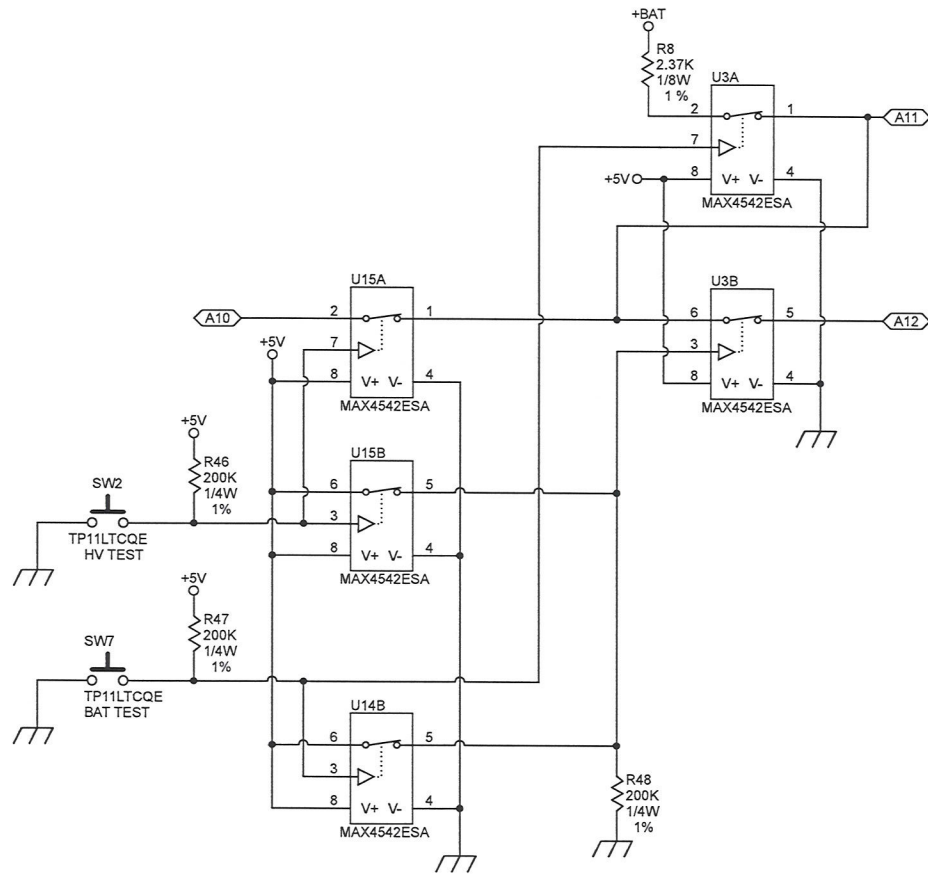 +BAT
R8
2.37K
1/8W
1 %
U3A
2
1
A11
7
+5V
8
V+ V-
4
MAX4542ESA
U15A
A10
2
1
7
8
V+ V-
4
MAX4542ESA
+5V
U3B
6
5
A12
3
8
V+ V-
4
MAX4542ESA
+5V
R46
200K
1/4W
1%
SW2
TP11LTCQE
HV TEST
U15B
6
5
3
8
V+ V-
4
MAX4542ESA
+5V
R47
200K
1/4W
1%
SW7
TP11LTCQE
BAT TEST
U14B
6
5
3
8
V+ V-
4
MAX4542ESA
R48
200K
1/4W
1%